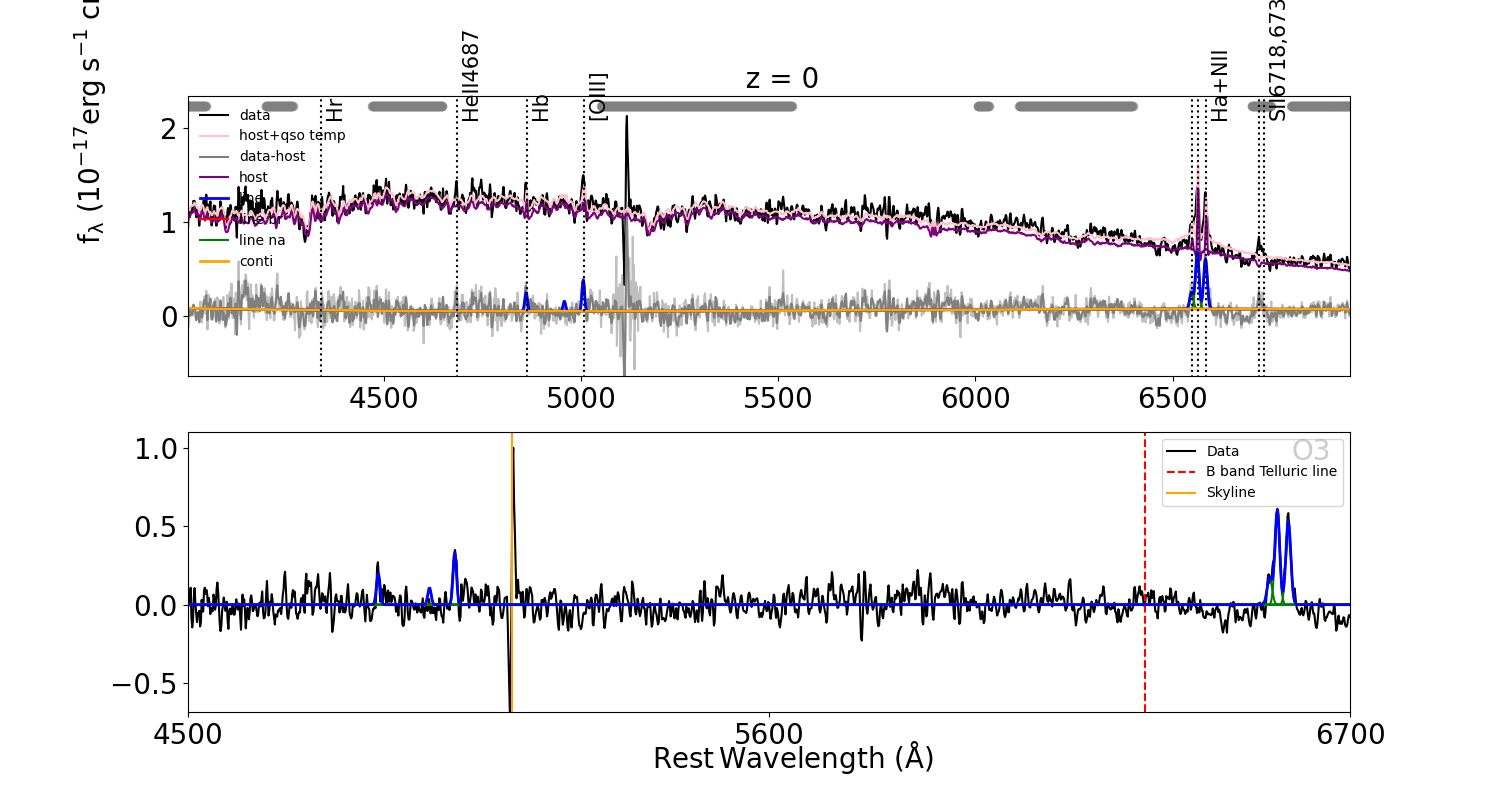 z = 0
f_λ (10^−17 erg s^−1
Hr
HeII4687
Hb
[OIII]
Ha+NII
SII6718,673
data
host+qso temp
data-host
host
line
line br
line na
conti
2
1
0
4500 5000 5500 6000 6500
O3
Data
B band Telluric line
Skyline
1.0
0.5
0.0
−0.5
4500 5600 6700
Rest Wavelength (Å)